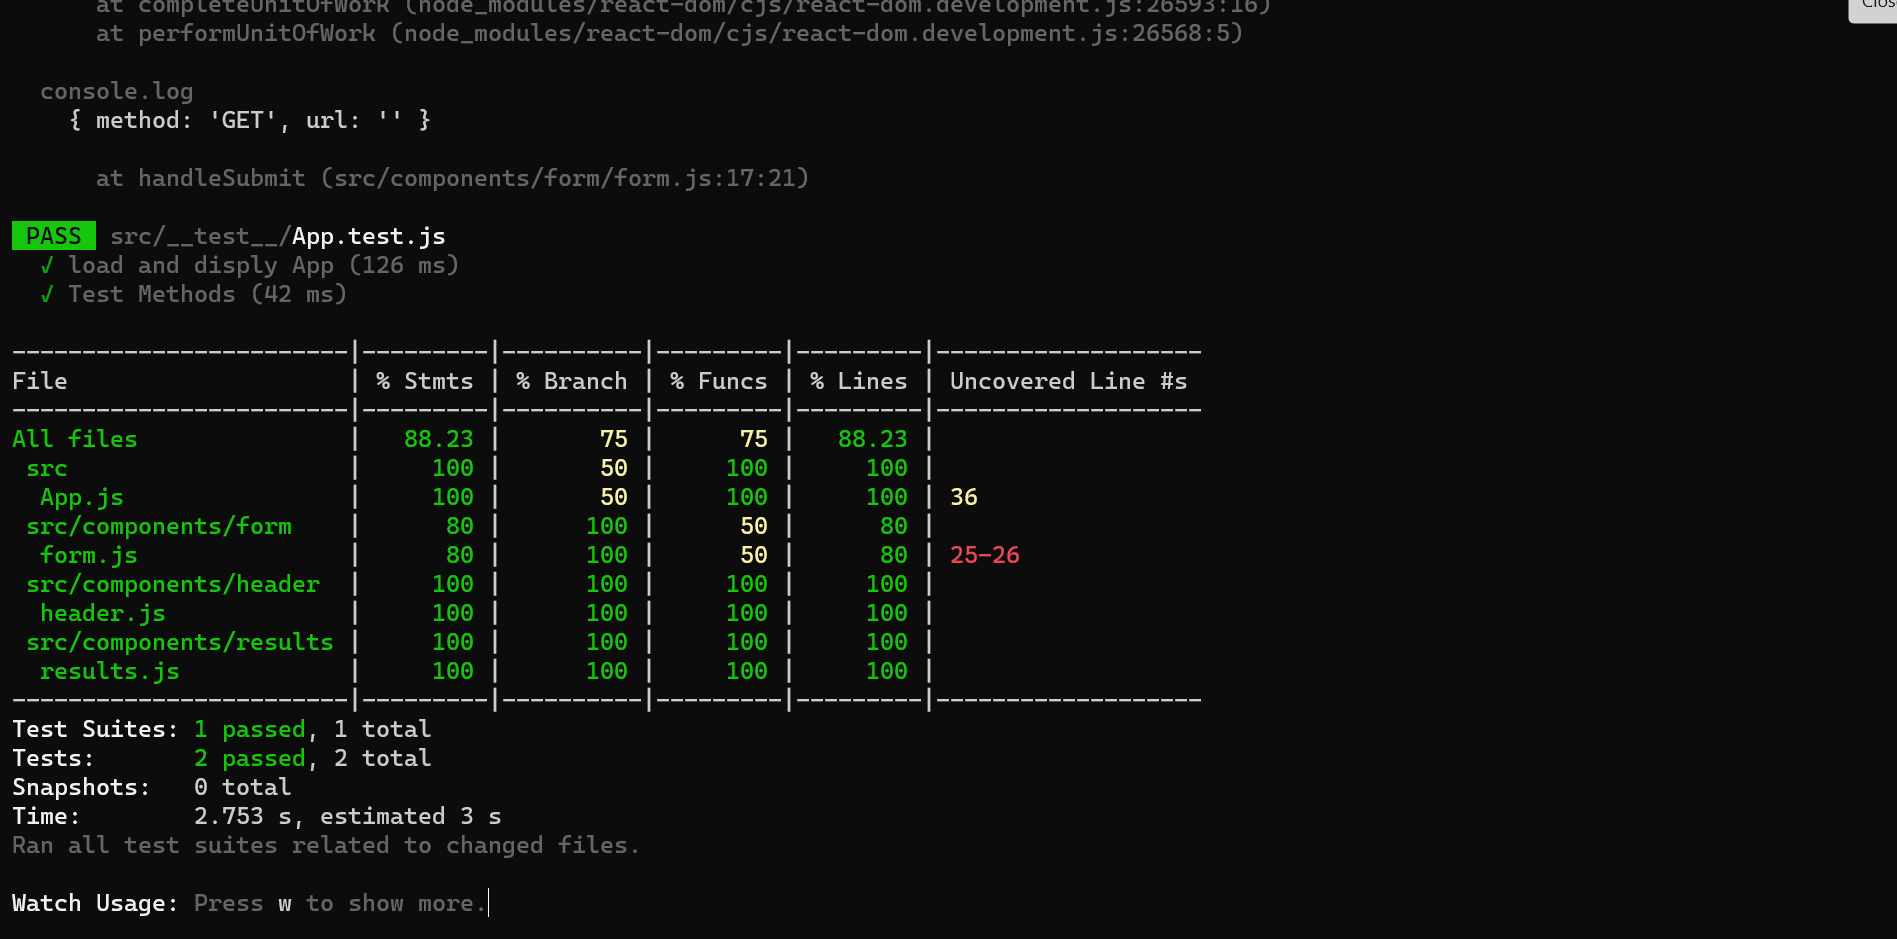 at completeUnitOfWork (node_modules/react-dom/cjs/react-dom.development.js:26593:16)
Clos
at performUnitOfWork (node_modules/react-dom/cjs/react-dom.development.js:26568:5)
console.log
{ method: 'GET', url: '' }
at handleSubmit (src/components/form/form.js:17:21)
PASS src/__test__/App.test.js
√ load and disply App (126 ms)
√ Test Methods (42 ms)
------------------------|---------|----------|---------|---------|-------------------
File                    | % Stmts | % Branch | % Funcs | % Lines | Uncovered Line #s
------------------------|---------|----------|---------|---------|-------------------
All files               |   88.23 |       75 |      75 |   88.23 |
 src                    |     100 |       50 |     100 |     100 |
  App.js                |     100 |       50 |     100 |     100 | 36
 src/components/form    |      80 |      100 |      50 |      80 |
  form.js               |      80 |      100 |      50 |      80 | 25-26
 src/components/header  |     100 |      100 |     100 |     100 |
  header.js             |     100 |      100 |     100 |     100 |
 src/components/results |     100 |      100 |     100 |     100 |
  results.js            |     100 |      100 |     100 |     100 |
------------------------|---------|----------|---------|---------|-------------------
Test Suites: 1 passed, 1 total
Tests:       2 passed, 2 total
Snapshots:   0 total
Time:        2.753 s, estimated 3 s
Ran all test suites related to changed files.
Watch Usage: Press w to show more.